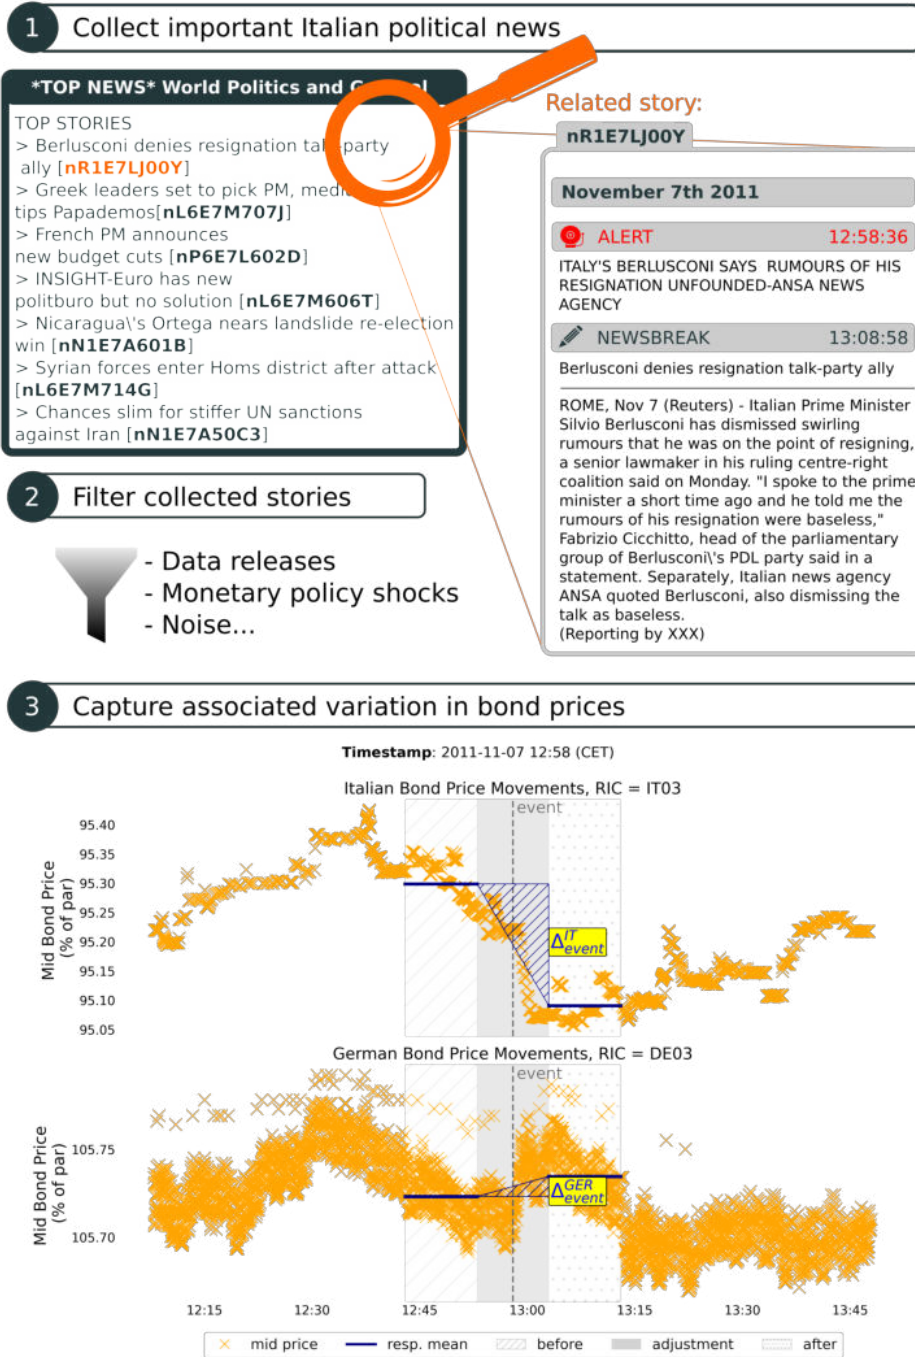 1 Collect important Italian political news
*TOP NEWS* World Politics and G l
TOP STORIES
> Berlusconi denies resignation talk-party
ally [nR1E7LJ00Y]
> Greek leaders set to pick PM, media
tips Papademos[nL6E7M707J]
> French PM announces
new budget cuts [nP6E7L602D]
> INSIGHT-Euro has new
politburo but no solution [nL6E7M606T]
> Nicaragua\'s Ortega nears landslide re-election
win [nN1E7A601B]
> Syrian forces enter Homs district after attack
[nL6E7M714G]
> Chances slim for stiffer UN sanctions
against Iran [nN1E7A50C3]
Related story:
nR1E7LJ00Y
November 7th 2011
ALERT 12:58:36
ITALY'S BERLUSCONI SAYS RUMOURS OF HIS
RESIGNATION UNFOUNDED-ANSA NEWS
AGENCY
NEWSBREAK 13:08:58
Berlusconi denies resignation talk-party ally
ROME, Nov 7 (Reuters) - Italian Prime Minister
Silvio Berlusconi has dismissed swirling
rumours that he was on the point of resigning,
a senior lawmaker in his ruling centre-right
coalition said on Monday. "I spoke to the prime
minister a short time ago and he told me the
rumours of his resignation were baseless,"
Fabrizio Cicchitto, head of the parliamentary
group of Berlusconi\'s PDL party said in a
statement. Separately, Italian news agency
ANSA quoted Berlusconi, also dismissing the
talk as baseless.
(Reporting by XXX)
2 Filter collected stories
- Data releases
- Monetary policy shocks
- Noise...
3 Capture associated variation in bond prices
Timestamp: 2011-11-07 12:58 (CET)
Italian Bond Price Movements, RIC = IT03
event
Mid Bond Price
(% of par)
95.40
95.35
95.30
95.25
95.20
95.15
95.10
95.05
Δ IT event
German Bond Price Movements, RIC = DE03
event
Mid Bond Price
(% of par)
105.75
105.70
Δ GER event
12:15 12:30 12:45 13:00 13:15 13:30 13:45
mid price resp. mean before adjustment after